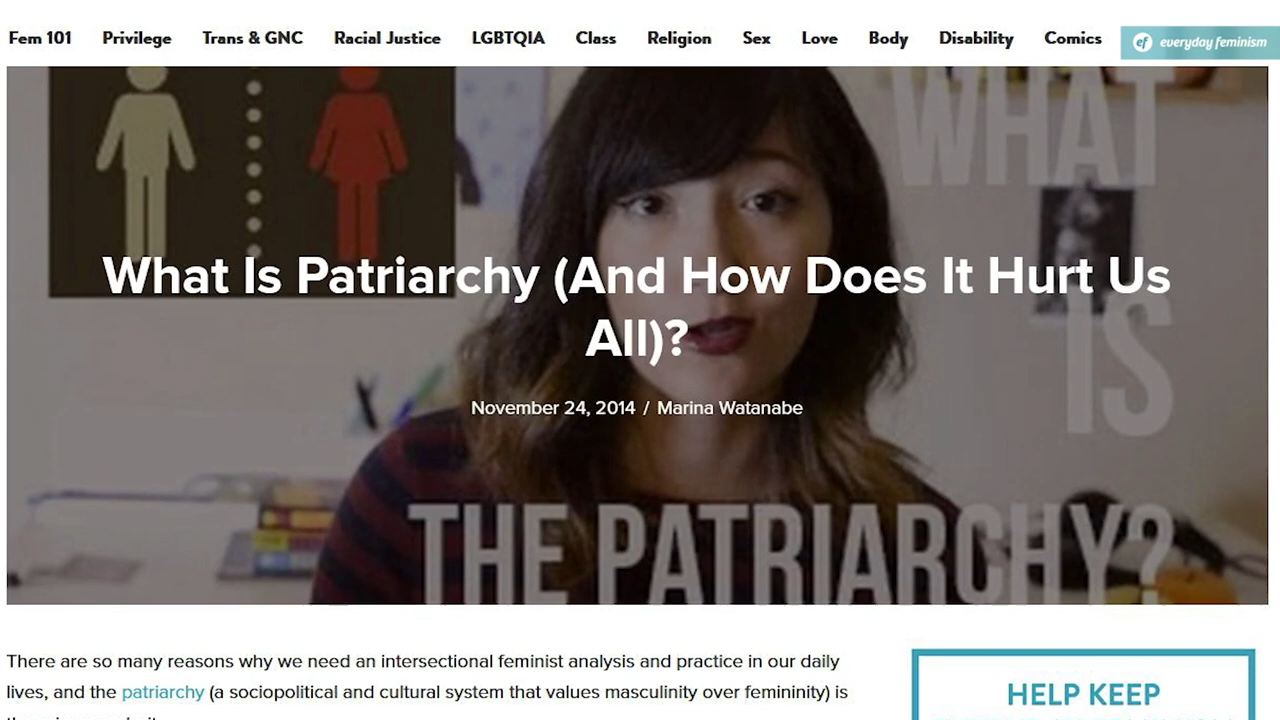 Fem 101 Privilege Trans & GNC Racial Justice LGBTQIA Class Religion Sex Love Body Disability Comics
ef everyday feminism
WHAT
What Is Patriarchy (And How Does It Hurt Us
All)?
IS
November 24, 2014 / Marina Watanabe
THE PATRIARCHY?
There are so many reasons why we need an intersectional feminist analysis and practice in our daily
lives, and the patriarchy (a sociopolitical and cultural system that values masculinity over femininity) is
HELP KEEP